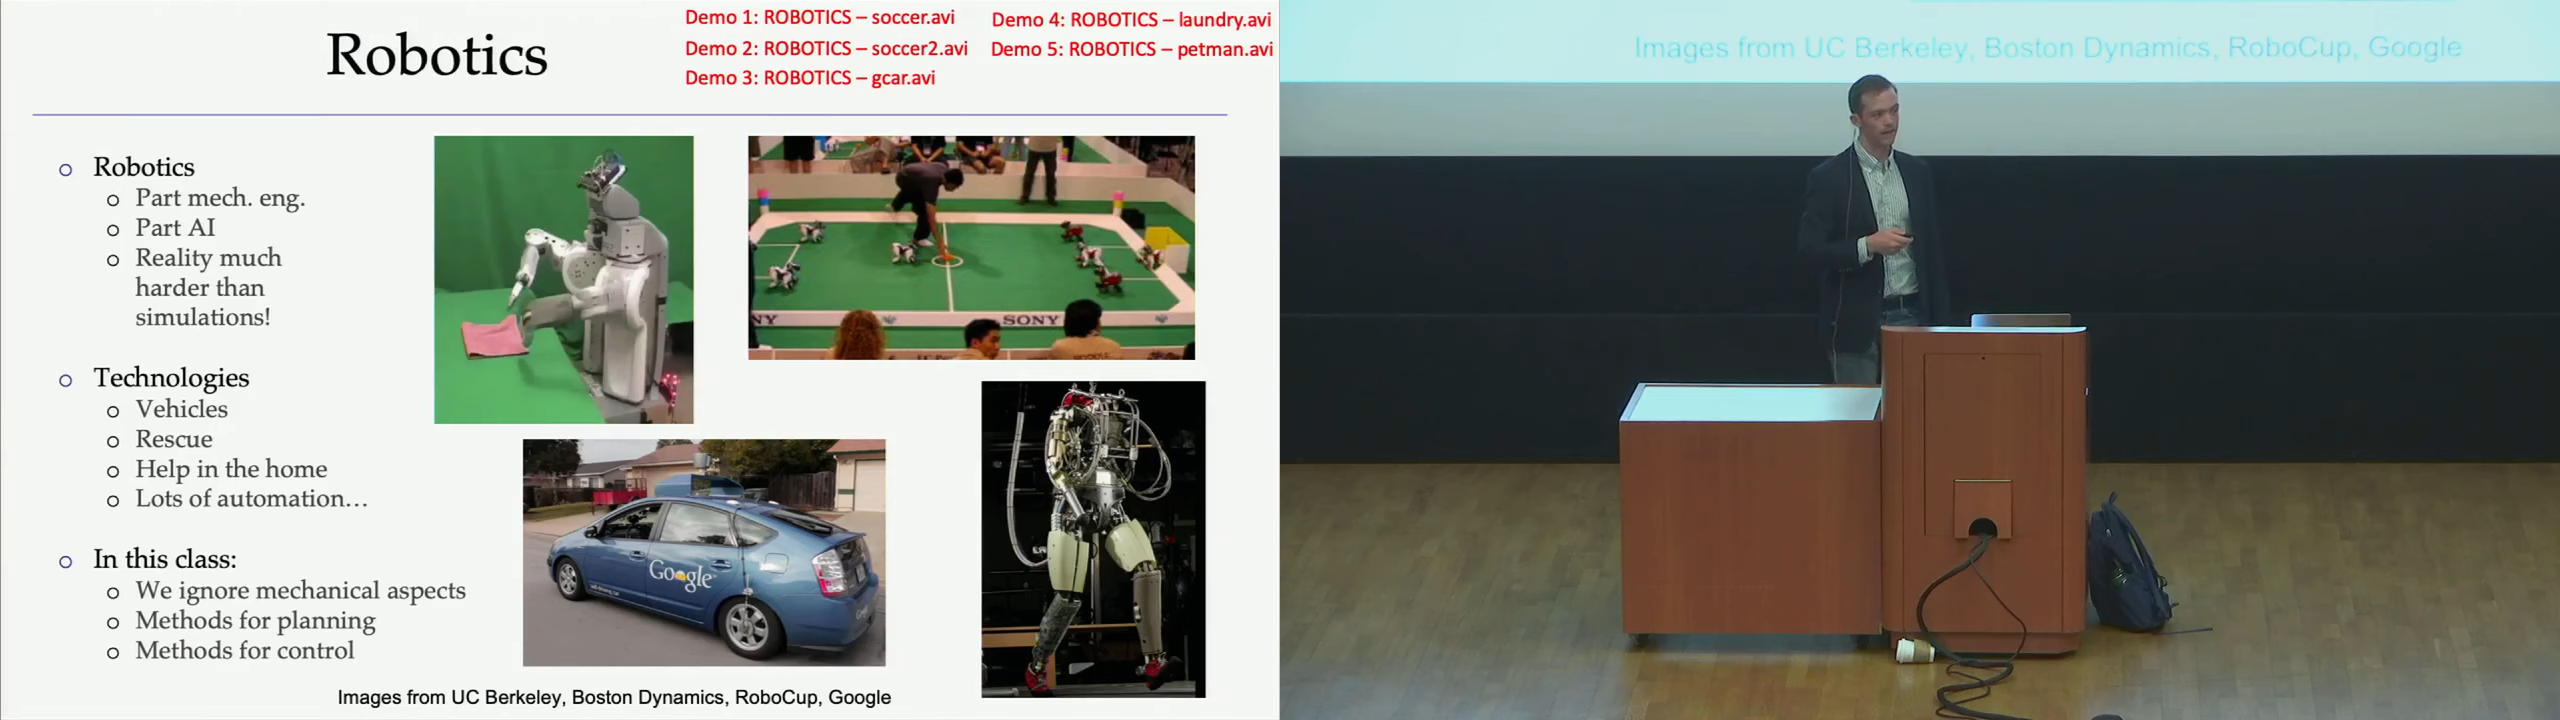 Robotics
Demo 1: ROBOTICS – soccer.avi
Demo 2: ROBOTICS – soccer2.avi
Demo 3: ROBOTICS – gcar.avi
Demo 4: ROBOTICS – laundry.avi
Demo 5: ROBOTICS – petman.avi
Robotics
Part mech. eng.
Part AI
Reality much
harder than
simulations!
Technologies
Vehicles
Rescue
Help in the home
Lots of automation…
In this class:
We ignore mechanical aspects
Methods for planning
Methods for control
NY
SONY
Google
Images from UC Berkeley, Boston Dynamics, RoboCup, Google
Images from UC Berkeley, Boston Dynamics, RoboCup, Google